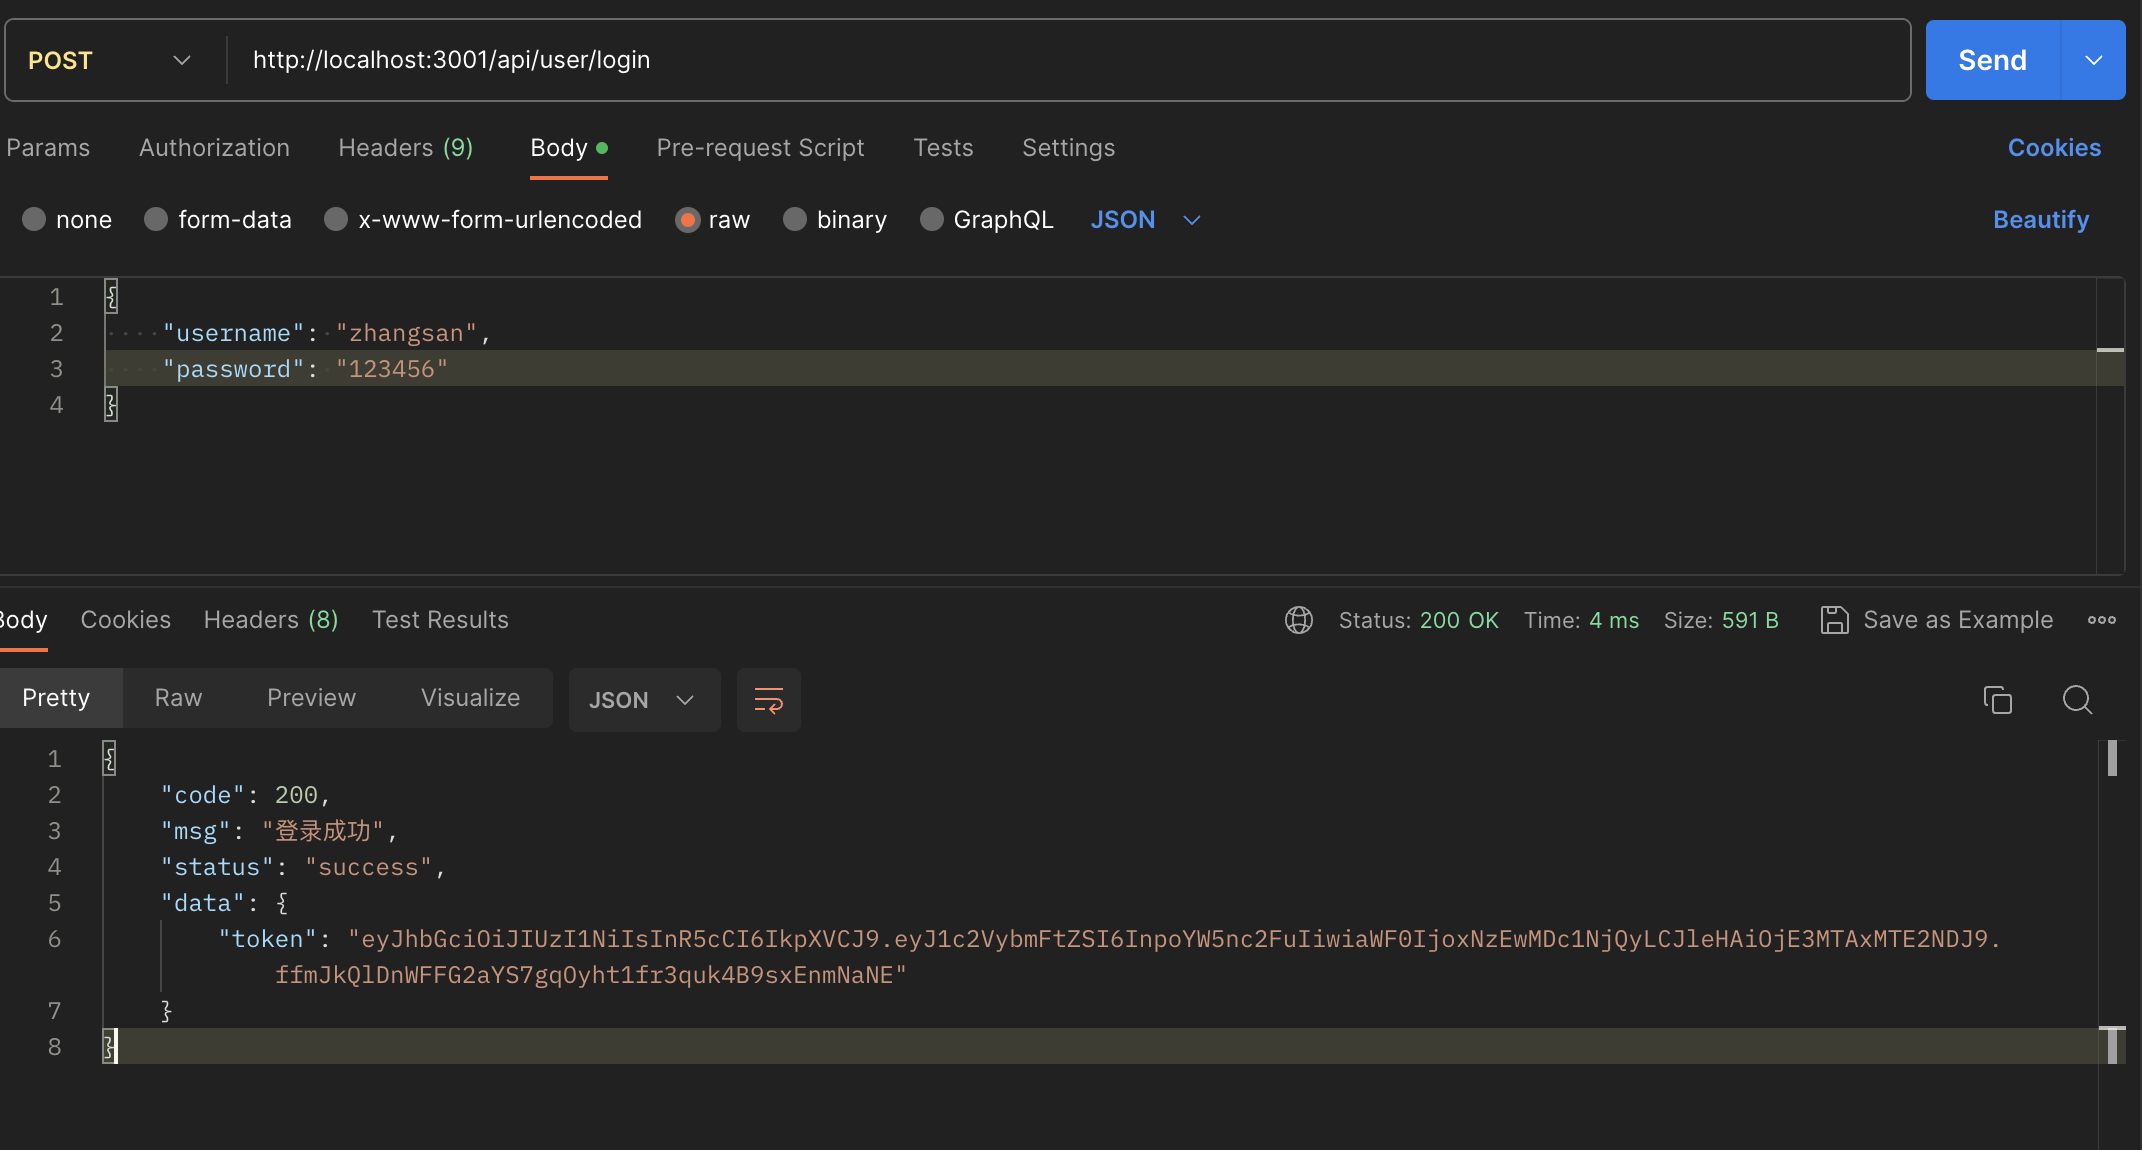 POST http://localhost:3001/api/user/login Send
Params Authorization Headers (9) Body Pre-request Script Tests Settings Cookies
none form-data x-www-form-urlencoded raw binary GraphQL JSON Beautify
1 {
2 "username": "zhangsan",
3 "password": "123456"
4 }
Body Cookies Headers (8) Test Results Status: 200 OK Time: 4 ms Size: 591 B Save as Example
Pretty Raw Preview Visualize JSON
1 {
2 "code": 200,
3 "msg": "登录成功",
4 "status": "success",
5 "data": {
6 "token": "eyJhbGciOiJIUzI1NiIsInR5cCI6IkpXVCJ9.eyJ1c2VybmFtZSI6InpoYW5nc2FuIiwiaWF0IjoxNzEwMDc1NjQyLCJleHAiOjE3MTAxMTE2NDJ9.
ffmJkQlDnWFFG2aYS7gqOyht1fr3quk4B9sxEnmNaNE"
7 }
8 }